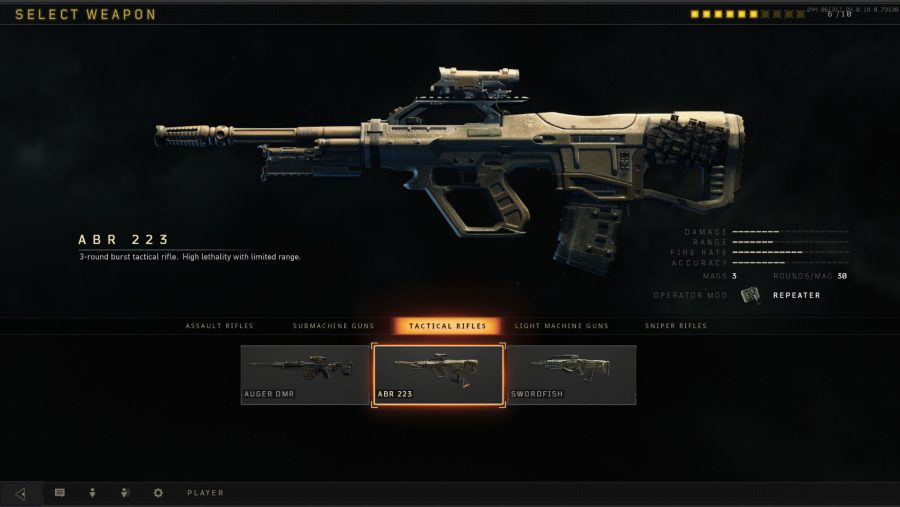 SELECT WEAPON
6/10
ABR 223
3-round burst tactical rifle. High lethality with limited range.
DAMAGE
RANGE
FIRE RATE
ACCURACY
MAGS 3 ROUNDS/MAG 30
OPERATOR MOD REPEATER
ASSAULT RIFLES SUBMACHINE GUNS TACTICAL RIFLES LIGHT MACHINE GUNS SNIPER RIFLES
AUGER DMR ABR 223 SWORDFISH
PLAYER